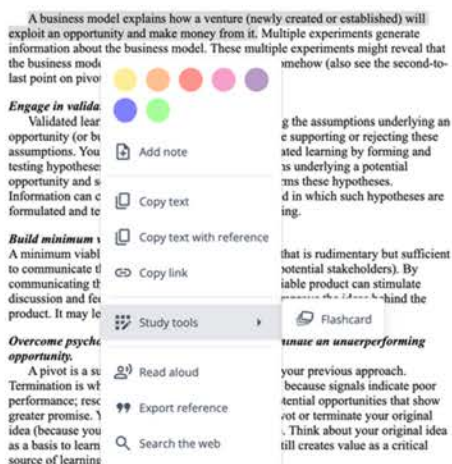 A business model explains how a venture (newly created or established) will
exploit an opportunity and make money from it. Multiple experiments generate
information about the business model. These multiple experiments might reveal that
the business mode omehow (also see the second-to-
last point on pivo
Engage in valida
Validated lear g the assumptions underlying an
opportunity (or bu e supporting or rejecting these
assumptions. You ated learning by forming and
testing hypothese ns underlying a potential
opportunity and s ms these hypotheses.
Information can c d in which such hypotheses are
formulated and te ing.
Build minimum
A minimum viabl that is rudimentary but sufficient
to communicate t potential stakeholders). By
communicating th iable product can stimulate
discussion and fee behind the
product. It may le
Overcome psycho an underperforming
opportunity.
A pivot is a su your previous approach.
Termination is wh because signals indicate poor
performance; reso tential opportunities that show
greater promise. Y vot or terminate your original
idea (because you . Think about your original idea
as a basis to learn till creates value as a critical
source of learning
Add note
Copy text
Copy text with reference
Copy link
Study tools
Flashcard
Read aloud
Export reference
Search the web